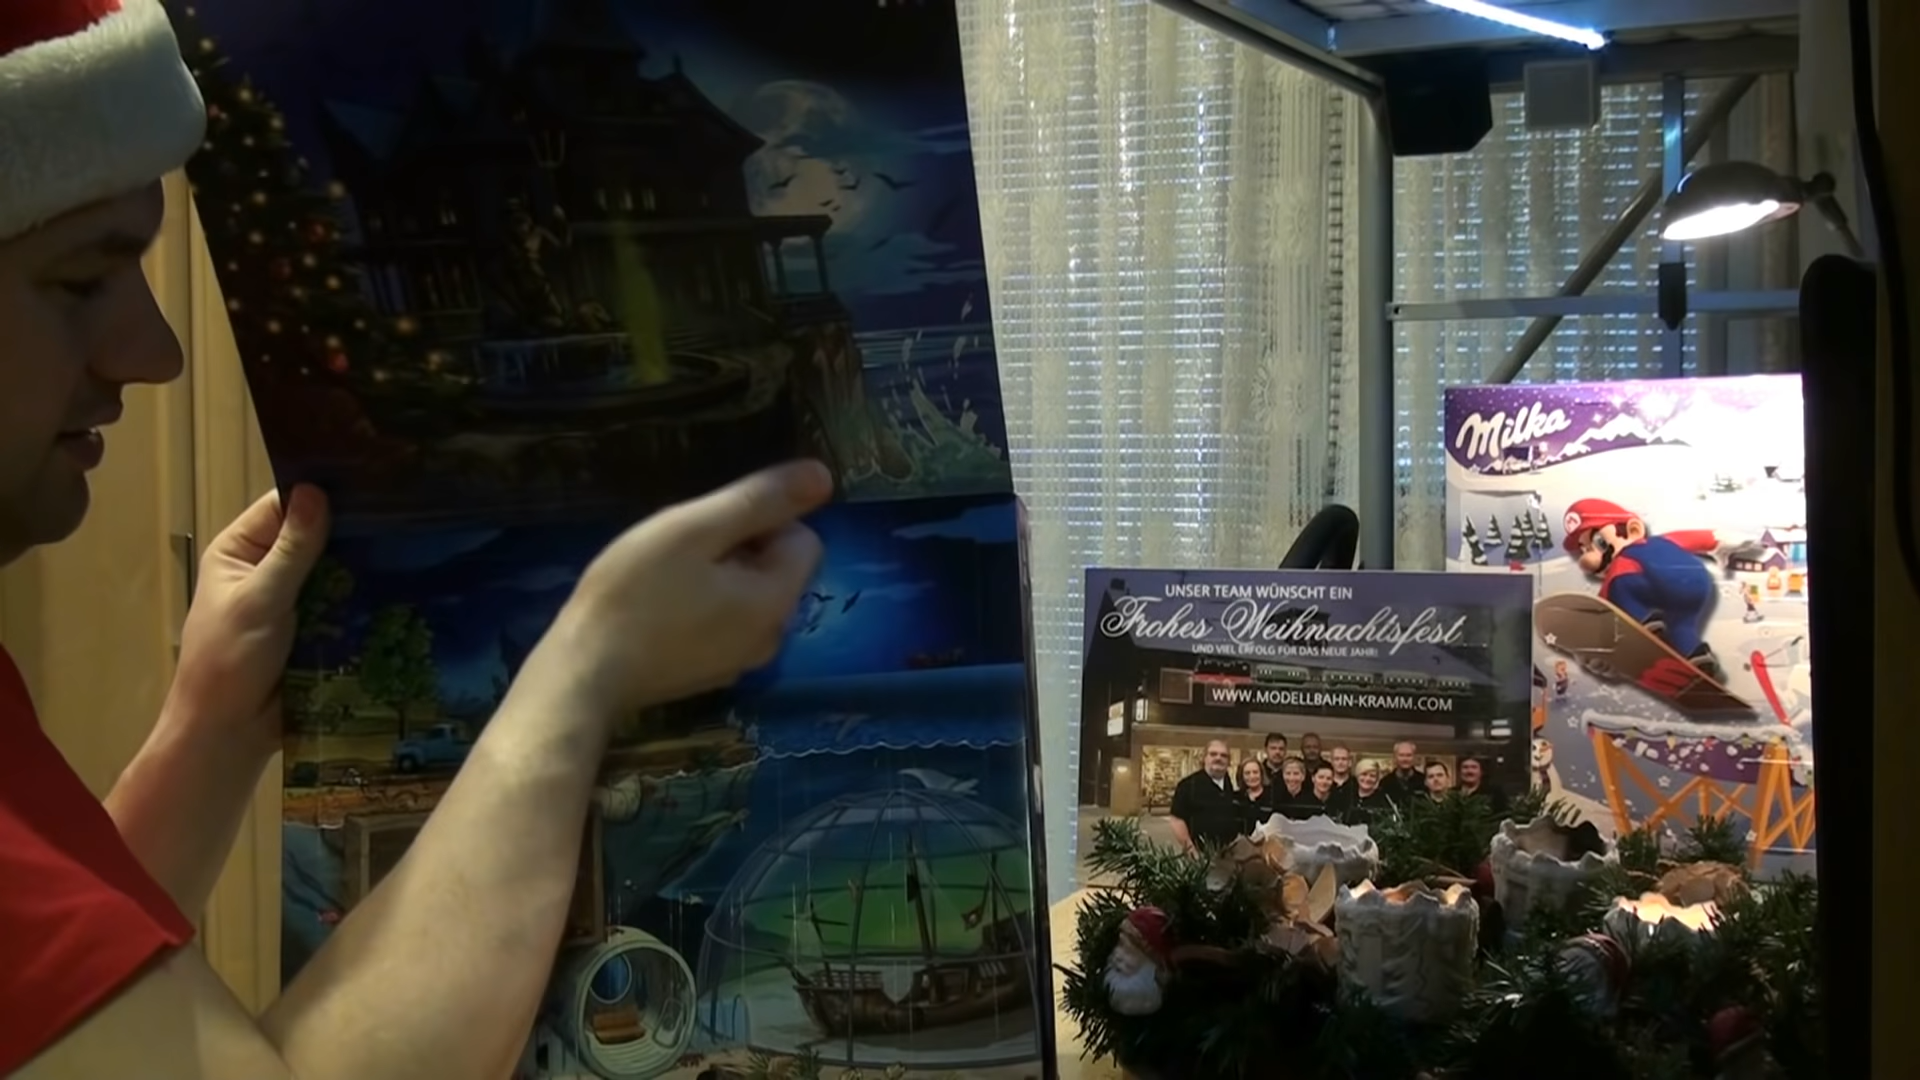 Milka
UNSER TEAM WÜNSCHT EIN
Frohes Weihnachtsfest
UND VIEL ERFOLG FÜR DAS NEUE JAHR!
WWW.MODELLBAHN-KRAMM.COM